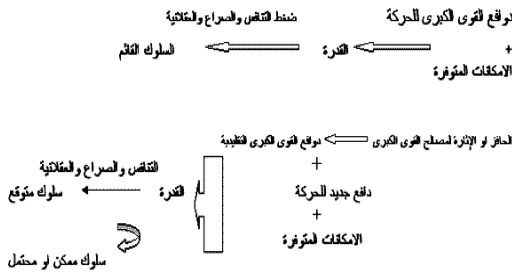 دوافع القوى الكبرى للحركة
+
الامكانات المتوفرة
القدرة
ضغط التنافس والصراع والعقلانية
السلوك القائم
الحافز او الإثارة لمصالح القوى الكبرى
دوافع القوى الكبرى التقليدية
+
دافع جديد للحركة
+
الامكانات المتوفرة
القدرة
التنافس والصراع والعقلانية
سلوك متوقع
سلوك ممكن او محتمل